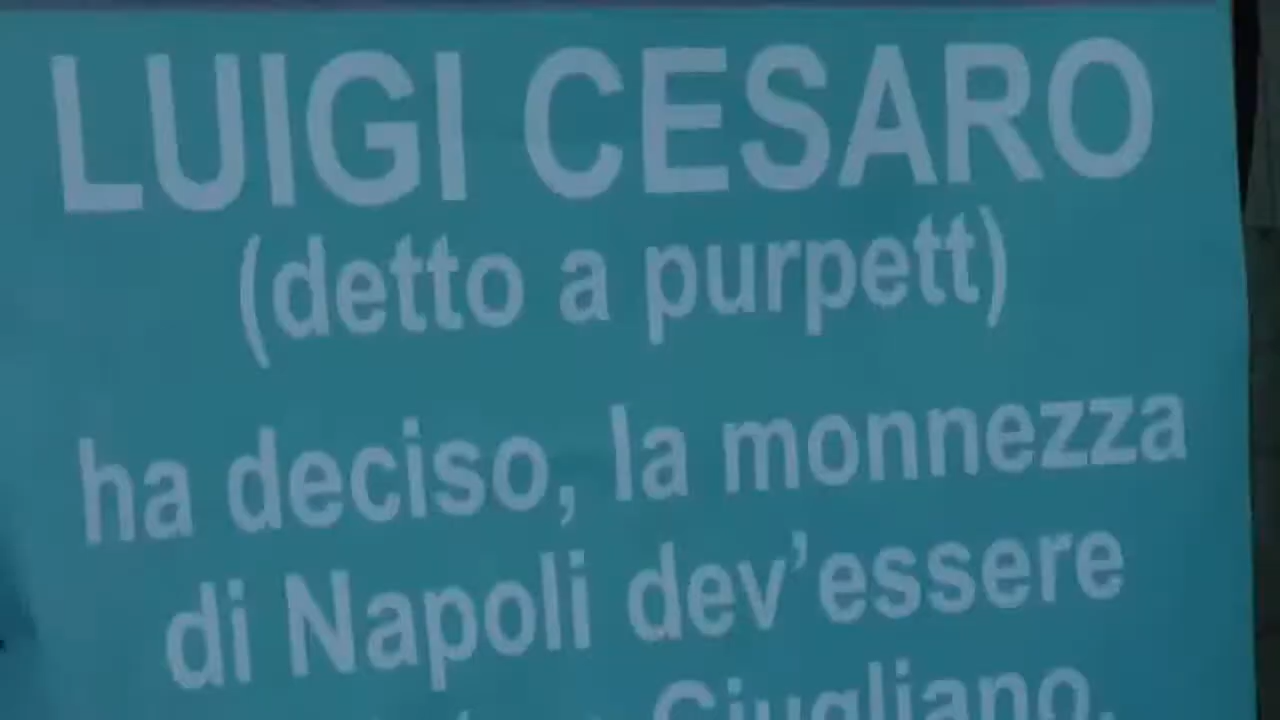 LUIGI CESARO
(detto a purpett)
ha deciso, la monnezza
di Napoli dev'essere
Giugliano,